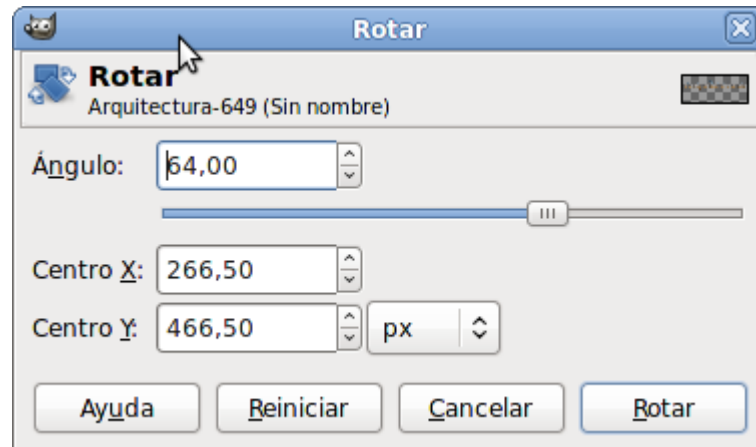 Rotar
Rotar
Arquitectura-649 (Sin nombre)
Ángulo: 64,00
Centro X: 266,50
Centro Y: 466,50 px
Ayuda Reiniciar Cancelar Rotar